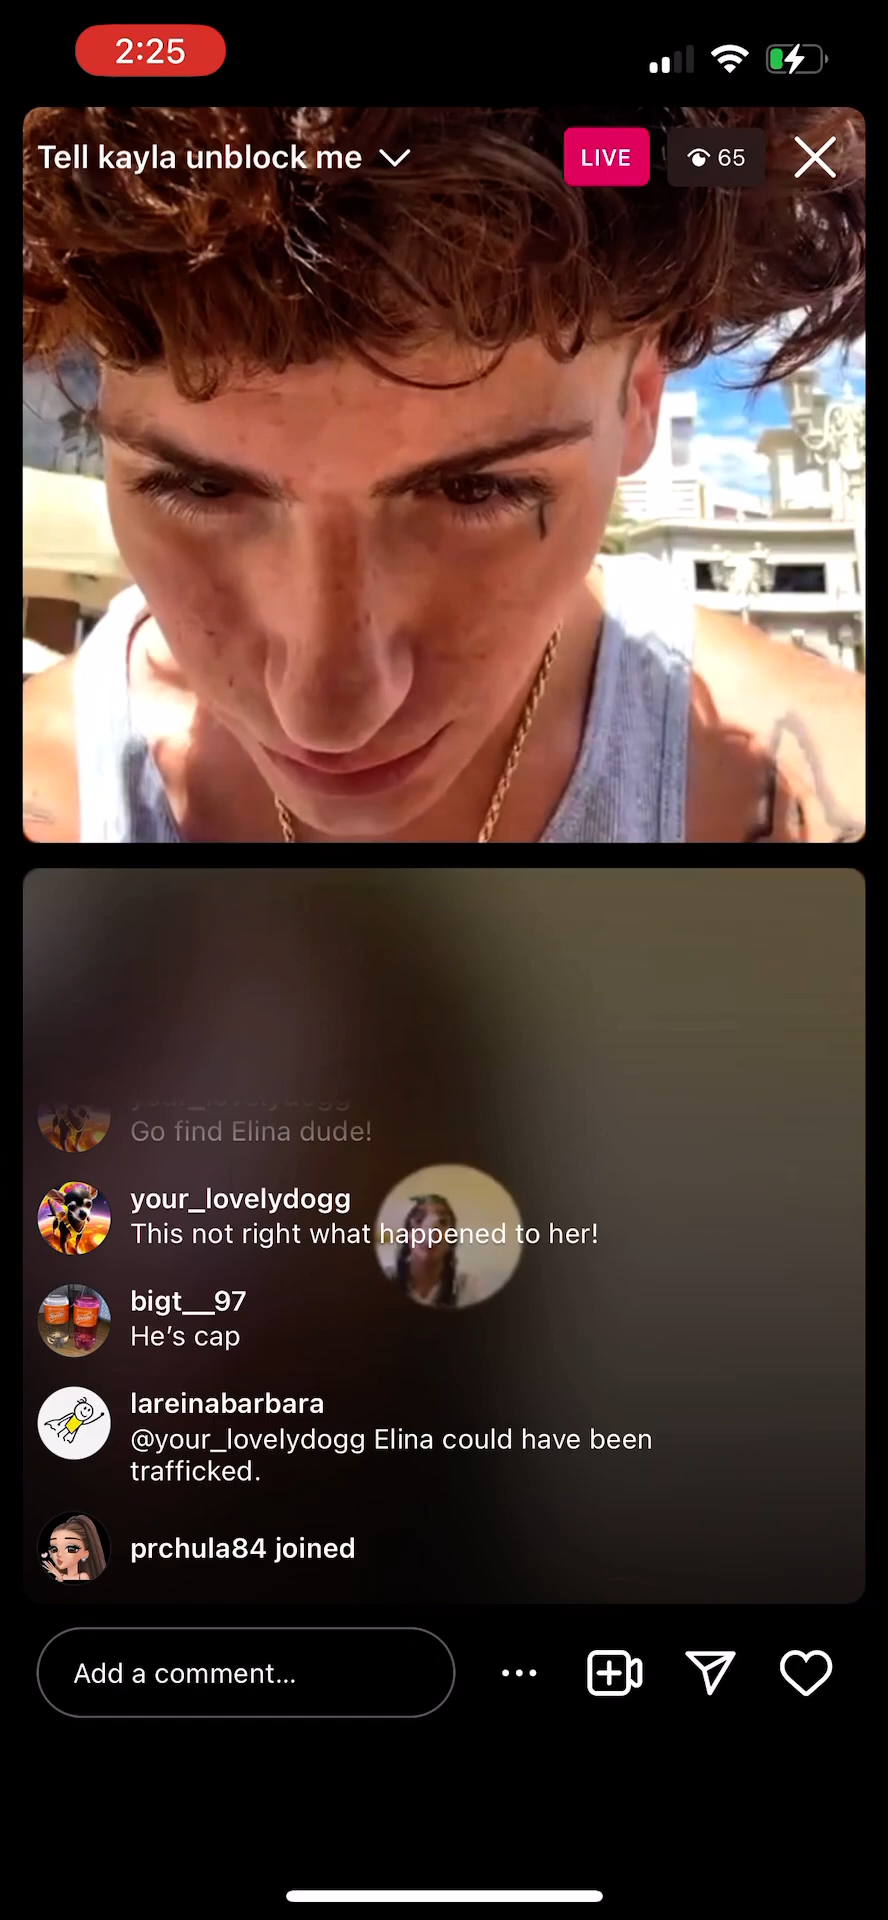 2:25
Tell kayla unblock me
LIVE
65
your_lovelydogg
Go find Elina dude!
your_lovelydogg
This not right what happened to her!
bigt__97
He’s cap
lareinabarbara
@your_lovelydogg Elina could have been
trafficked.
prchula84 joined
Add a comment...